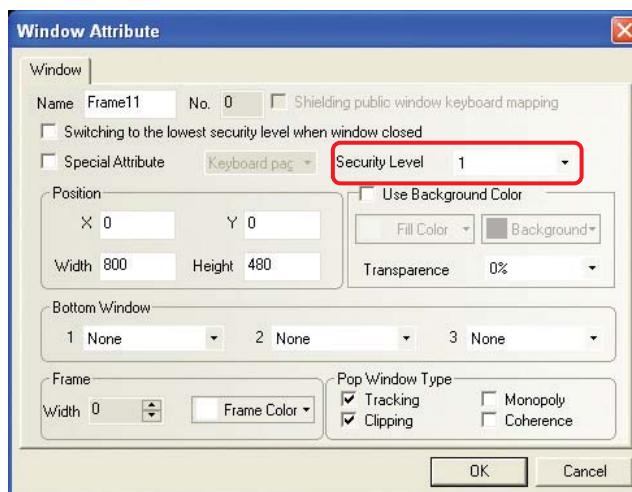 Window Attribute
Window
Name Frame11 No. 0 Shielding public window keyboard mapping
Switching to the lowest security level when window closed
Special Attribute Keyboard pag Security Level 1
Position Use Background Color
X 0 Y 0 Fill Color Background
Width 800 Height 480 Transparence 0%
Bottom Window
1 None 2 None 3 None
Frame Pop Window Type
Width 0 Frame Color Tracking Monopoly
Clipping Coherence
OK Cancel